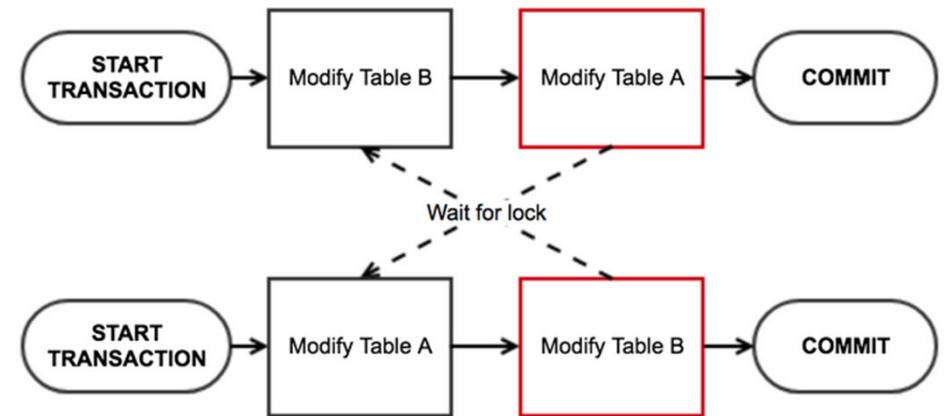 START
TRANSACTION
Modify Table B
Modify Table A
COMMIT
Wait for lock
START
TRANSACTION
Modify Table A
Modify Table B
COMMIT